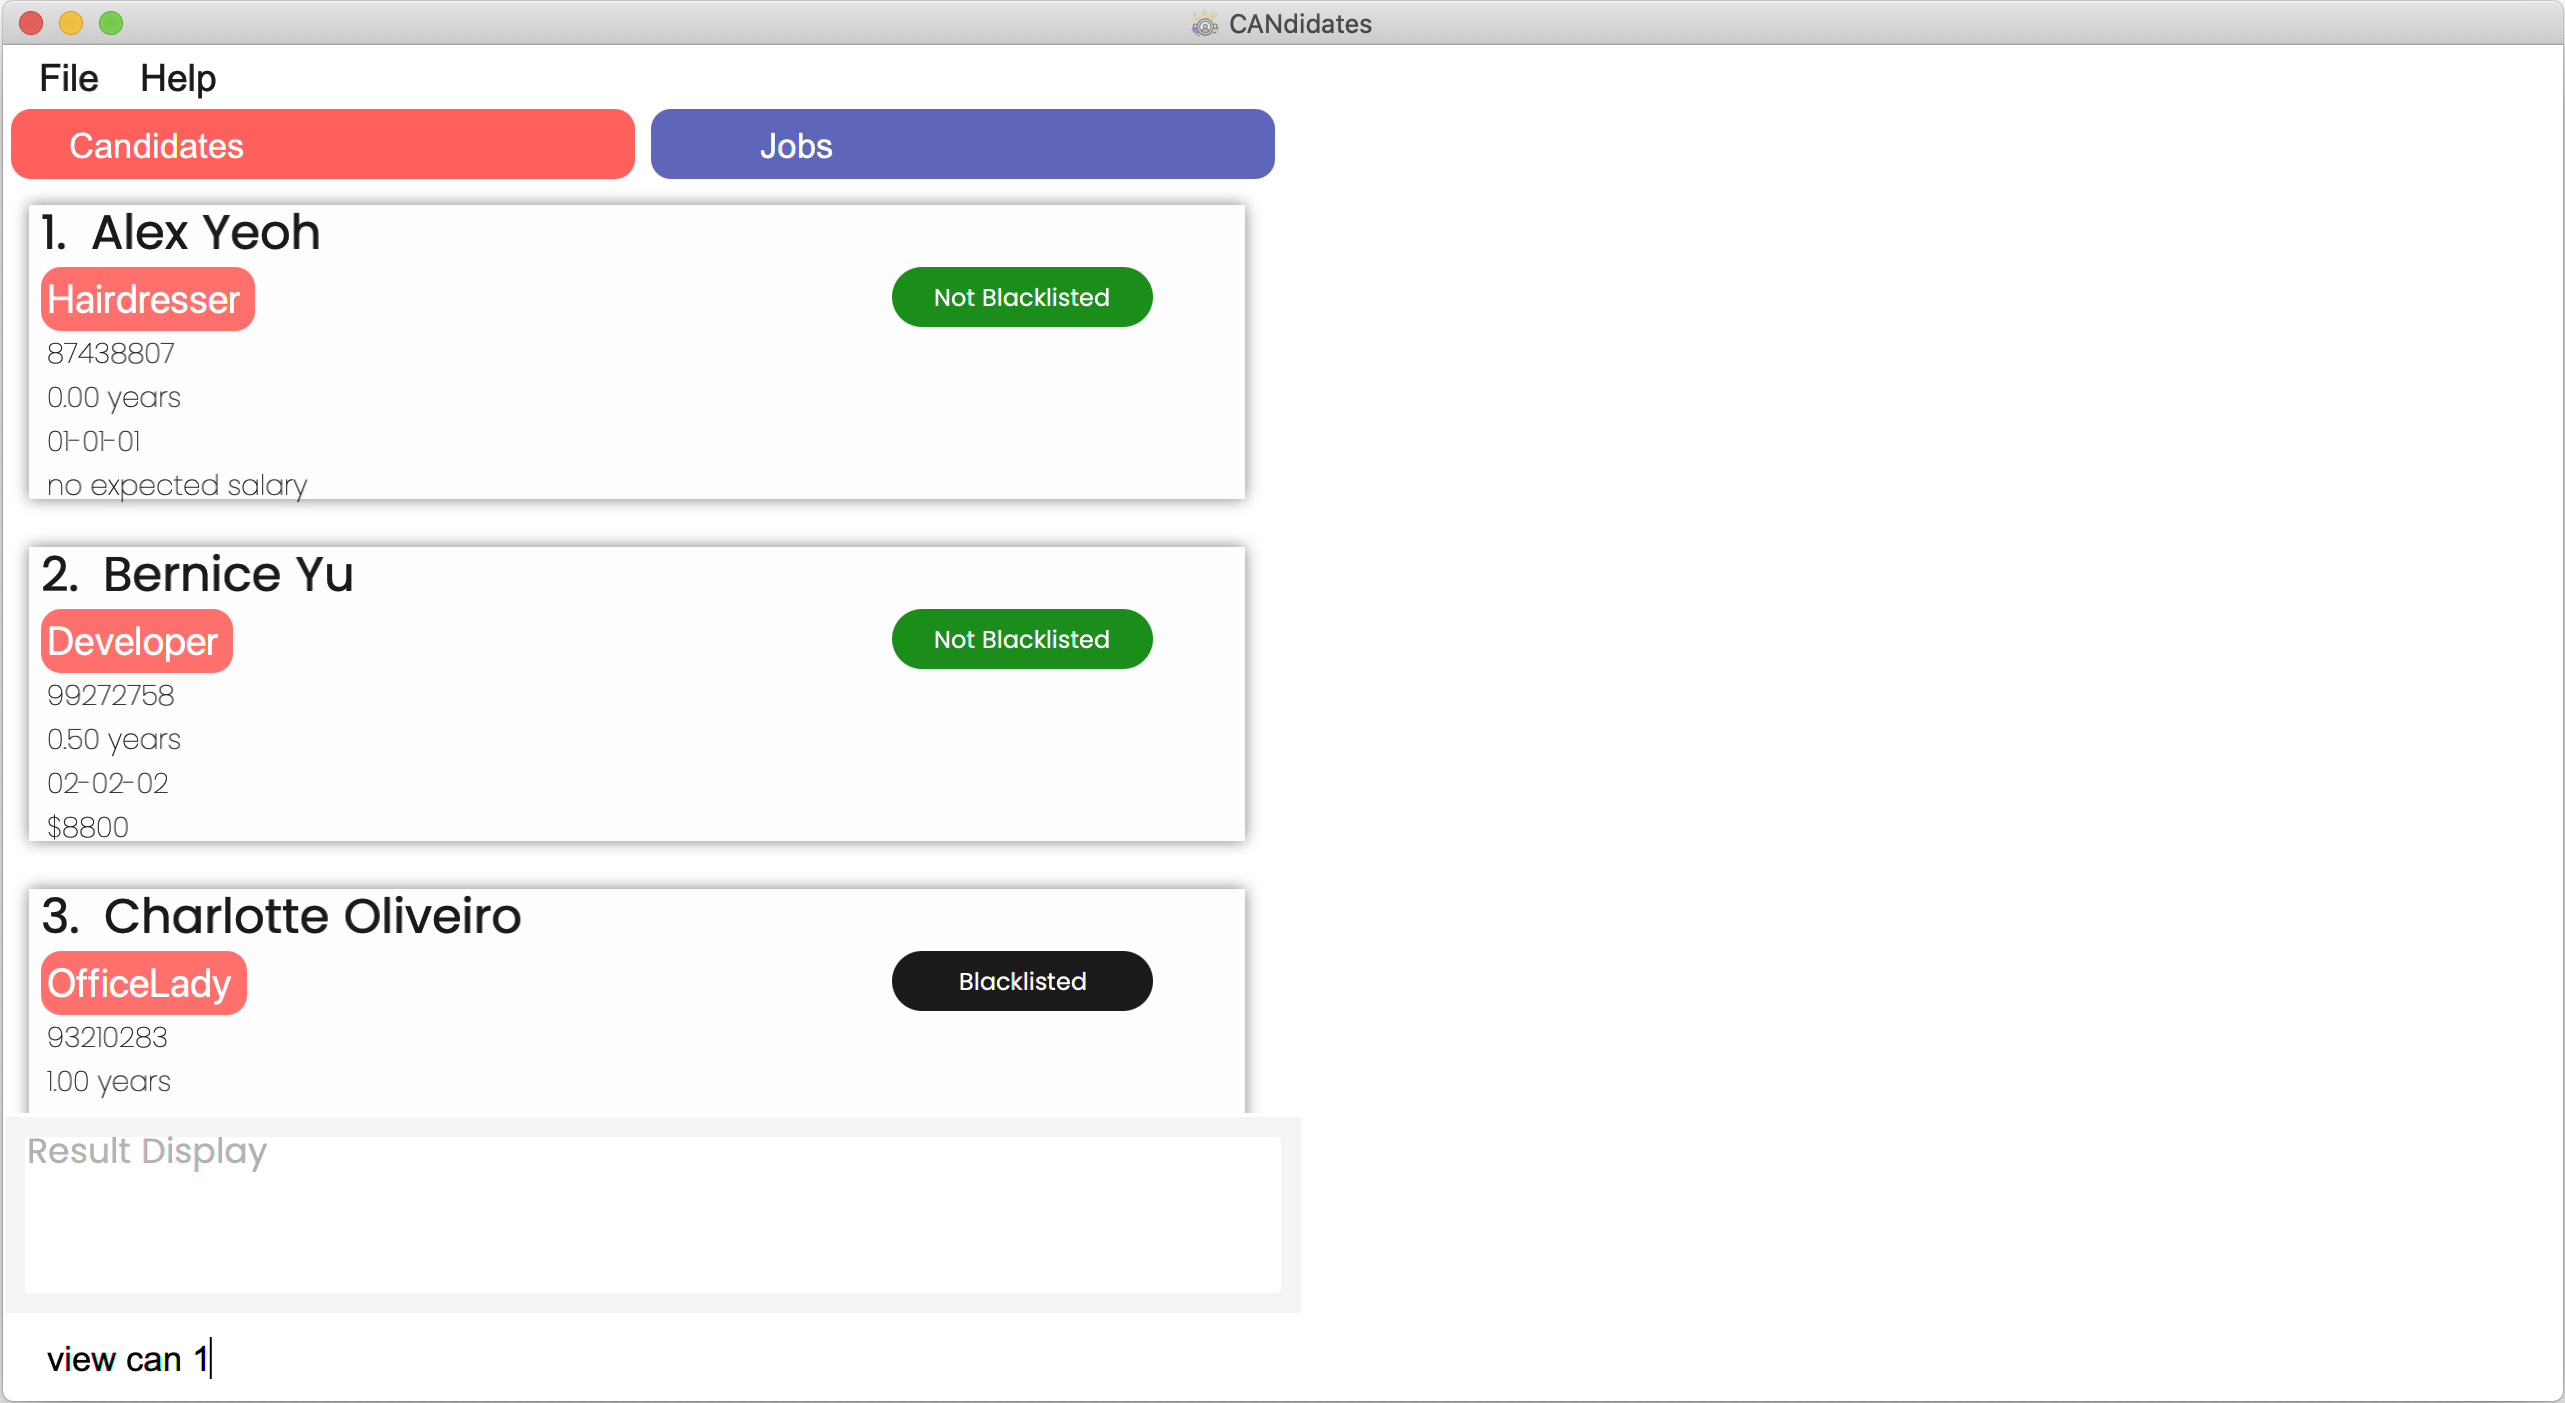 CANdidates
File Help
Candidates Jobs
1. Alex Yeoh
Hairdresser
Not Blacklisted
87438807
0.00 years
01-01-01
no expected salary
2. Bernice Yu
Developer
Not Blacklisted
99272758
0.50 years
02-02-02
$8800
3. Charlotte Oliveiro
OfficeLady
Blacklisted
93210283
1.00 years
Result Display
view can 1